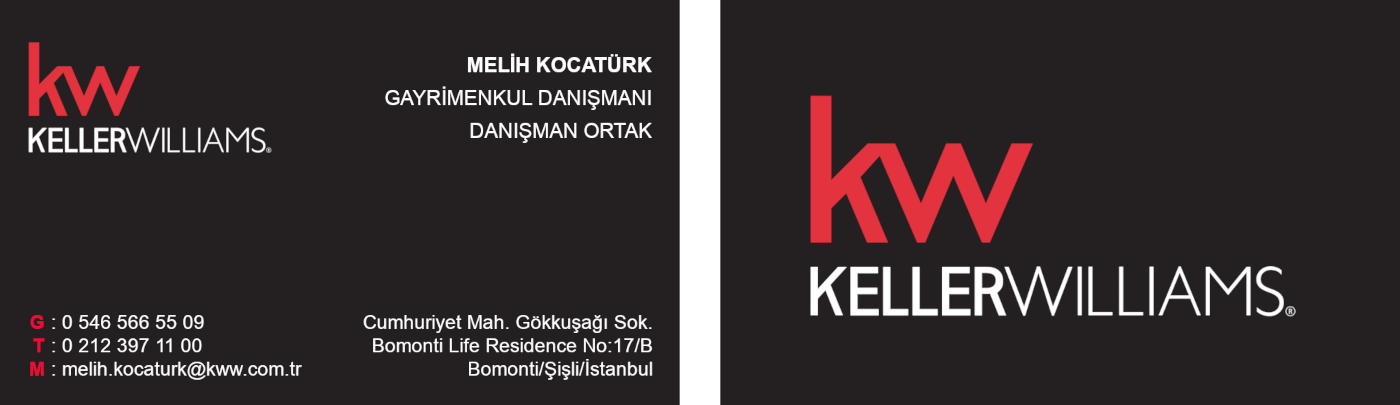 kw
KELLERWILLIAMS®
MELİH KOCATÜRK
GAYRİMENKUL DANIŞMANI
DANIŞMAN ORTAK
G : 0 546 566 55 09
T : 0 212 397 11 00
M : melih.kocaturk@kww.com.tr
Cumhuriyet Mah. Gökkuşağı Sok.
Bomonti Life Residence No:17/B
Bomonti/Şişli/İstanbul
kw
KELLERWILLIAMS®